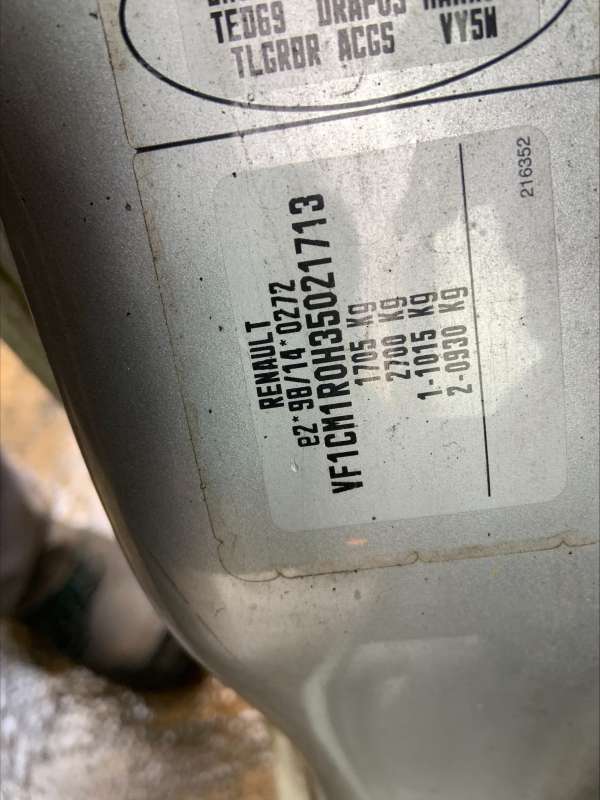 TED69 DRAP05
TLGRBR ACGS VY5W
RENAULT
e2*98/14*0272
VF1CM1R0H35021713
1705 Kg
2700 Kg
1-1015 Kg
2-0930 Kg
216352